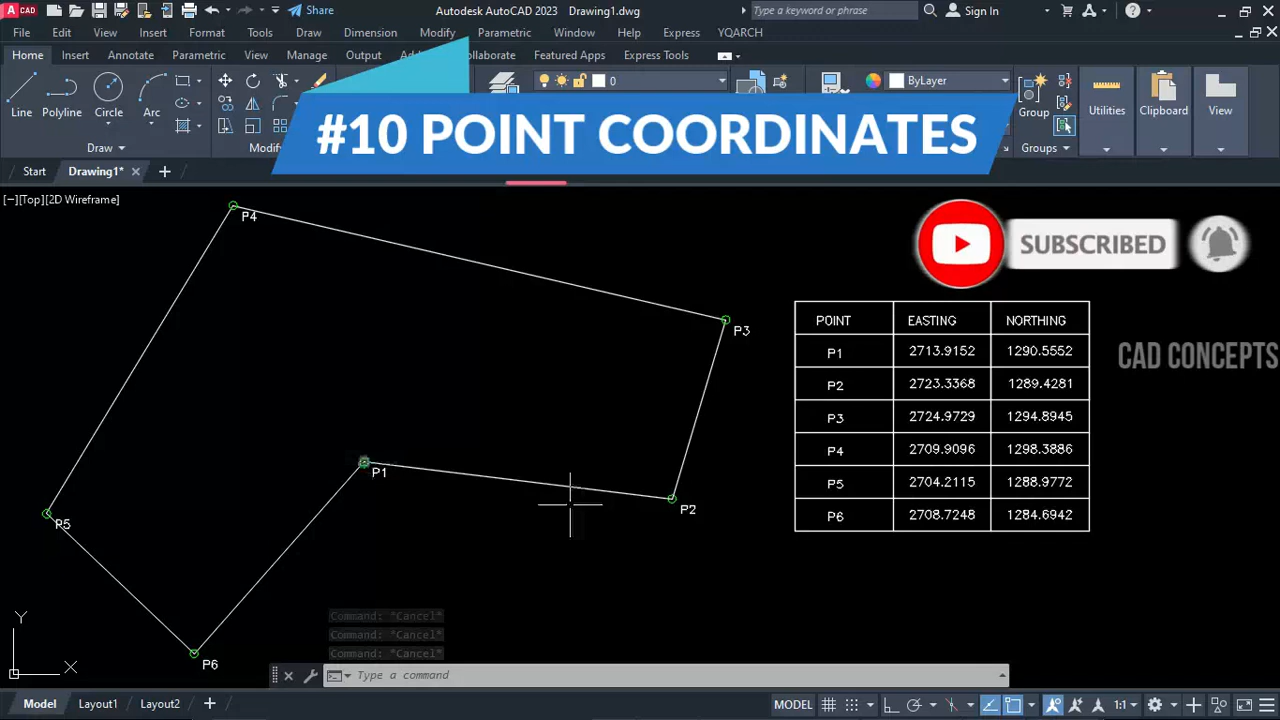 CAD
Share
Autodesk AutoCAD 2023 Drawing1.dwg
Type a keyword or phrase
Sign In
File Edit View Insert Format Tools Draw Dimension Modify Parametric Window Help Express YQARCH
Home Insert Annotate Parametric View Manage Output Collaborate Featured Apps Express Tools
#10 POINT COORDINATES
0
ByLayer
Line Polyline Circle Arc
Group Utilities Clipboard View
Draw
Groups
Start Drawing1*
[−][Top][2D Wireframe]
P4
P3
P1
P2
P5
P6
SUBSCRIBED
POINT EASTING NORTHING
P1 2713.9152 1290.5552
P2 2723.3368 1289.4281
P3 2724.9729 1294.8945
P4 2709.9096 1298.3886
P5 2704.2115 1288.9772
P6 2708.7248 1284.6942
CAD CONCEPTS
Y
X
Command: *Cancel*
Command: *Cancel*
Command: *Cancel*
Type a command
Model Layout1 Layout2
MODEL
1:1